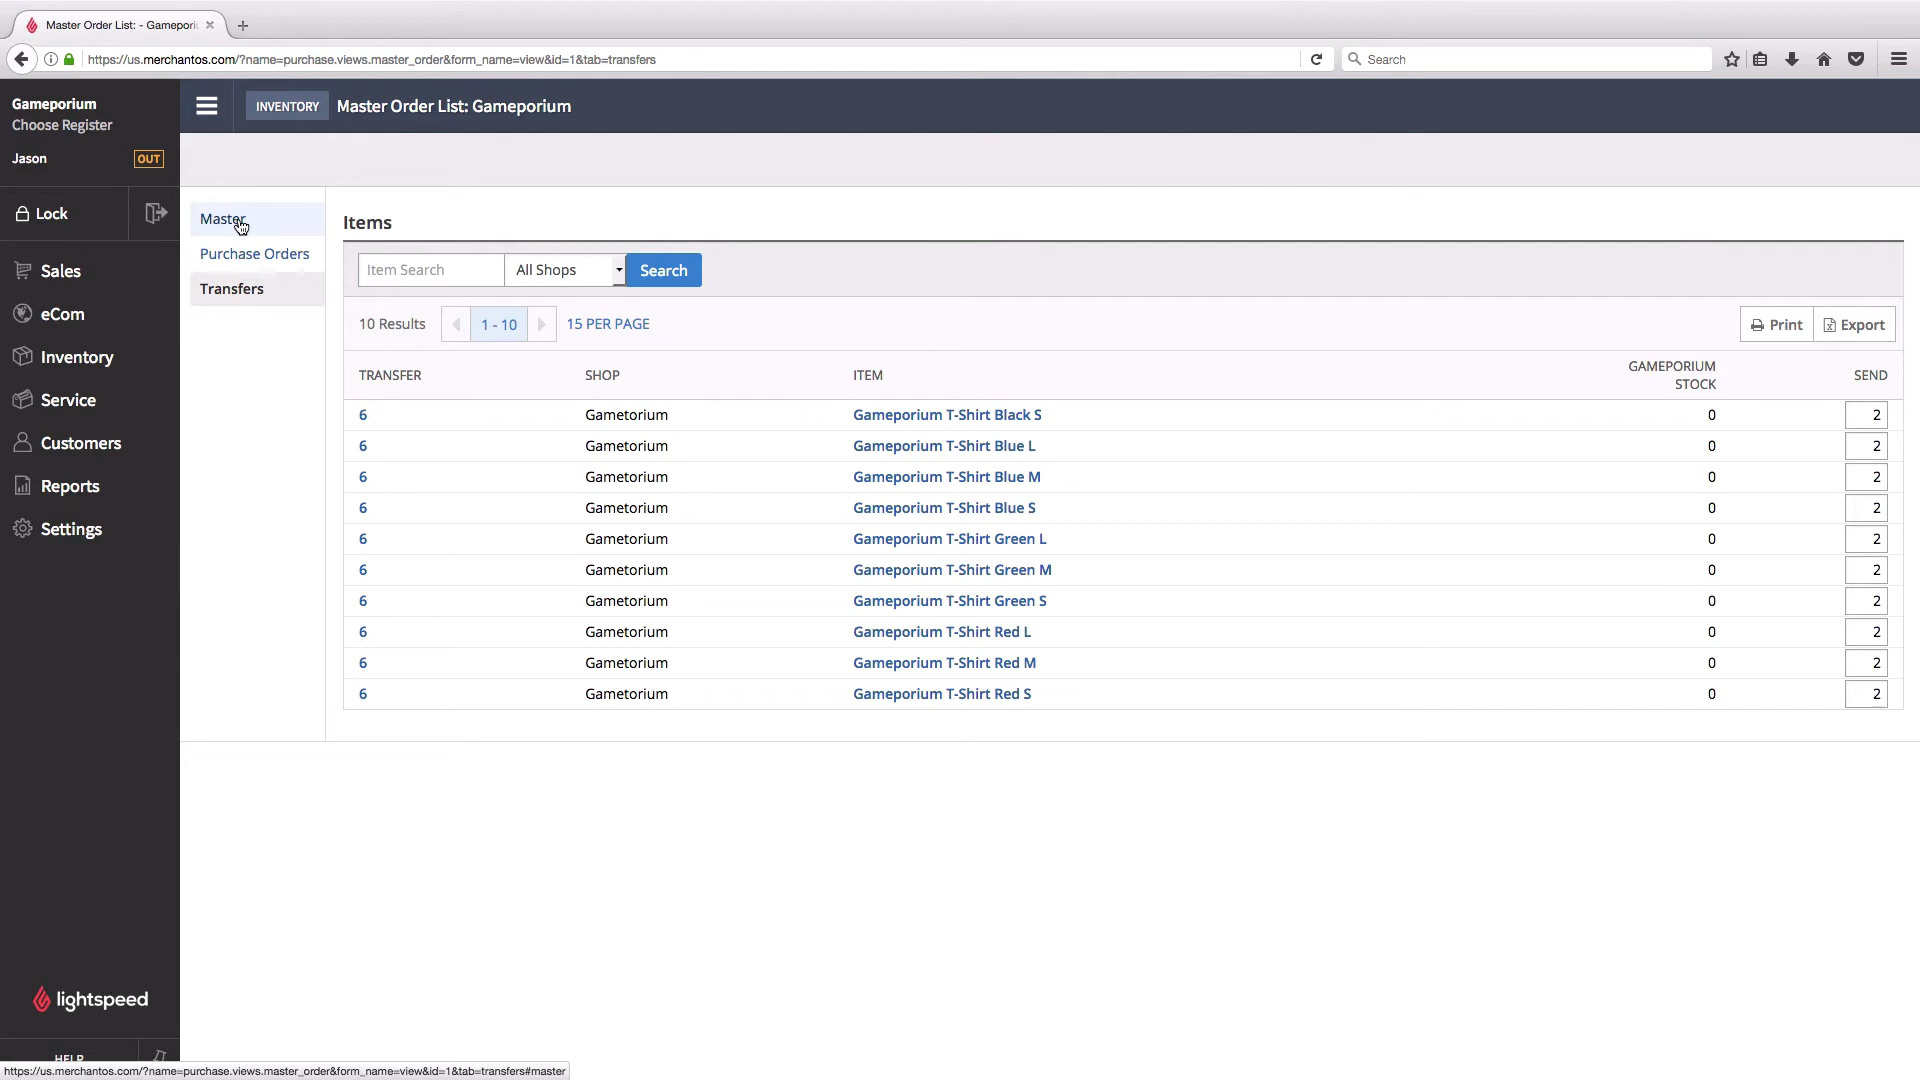 Master Order List: - Gamepori
https://us.merchantos.com/?name=purchase.views.master_order&form_name=view&id=1&tab=transfers
Search
Gameporium
Choose Register
Jason
OUT
INVENTORY
Master Order List: Gameporium
Lock
Sales
eCom
Inventory
Service
Customers
Reports
Settings
lightspeed
HELP
Master
Purchase Orders
Transfers
Items
Item Search
All Shops
Search
10 Results
1 - 10
15 PER PAGE
Print
Export
TRANSFER SHOP ITEM GAMEPORIUM STOCK SEND
6 Gametorium Gameporium T-Shirt Black S 0 2
6 Gametorium Gameporium T-Shirt Blue L 0 2
6 Gametorium Gameporium T-Shirt Blue M 0 2
6 Gametorium Gameporium T-Shirt Blue S 0 2
6 Gametorium Gameporium T-Shirt Green L 0 2
6 Gametorium Gameporium T-Shirt Green M 0 2
6 Gametorium Gameporium T-Shirt Green S 0 2
6 Gametorium Gameporium T-Shirt Red L 0 2
6 Gametorium Gameporium T-Shirt Red M 0 2
6 Gametorium Gameporium T-Shirt Red S 0 2
https://us.merchantos.com/?name=purchase.views.master_order&form_name=view&id=1&tab=transfers#master